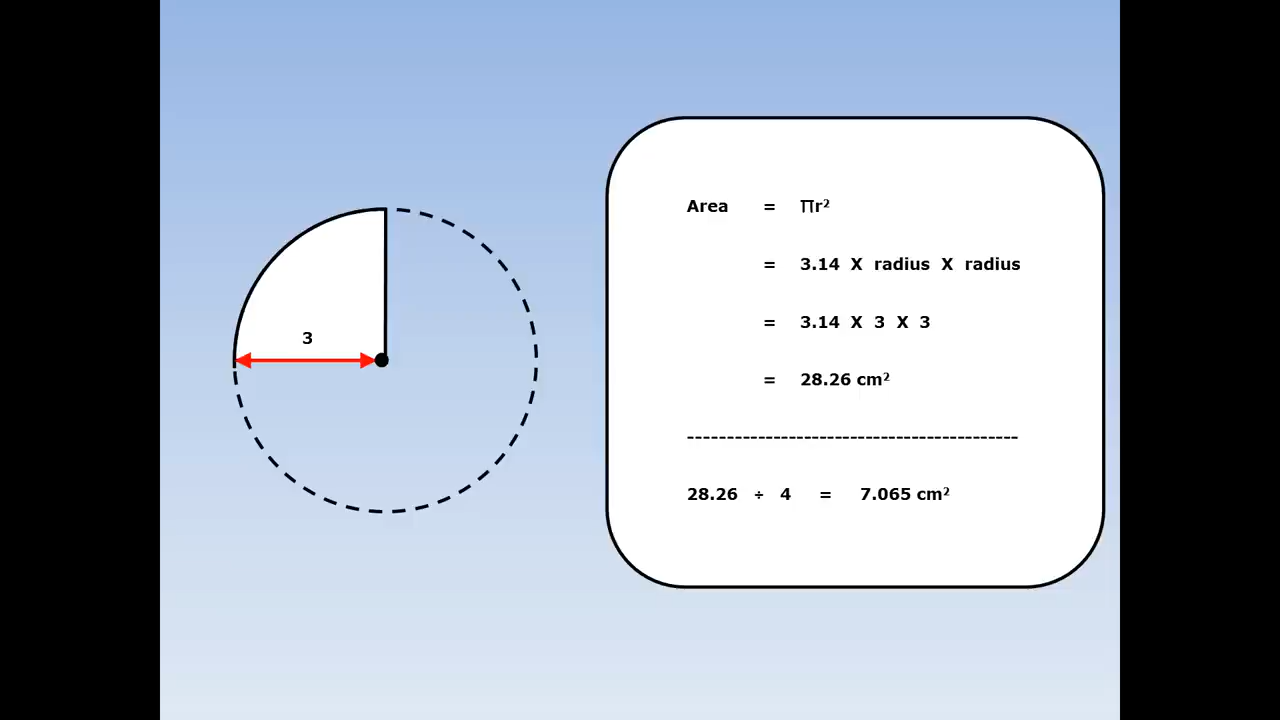 3
Area = Πr²
= 3.14 X radius X radius
= 3.14 X 3 X 3
= 28.26 cm²
-------------------------------------------
28.26 ÷ 4 = 7.065 cm²